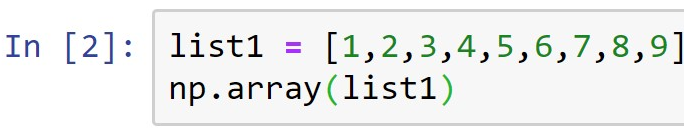 In [2]: list1 = [1,2,3,4,5,6,7,8,9]
np.array(list1)